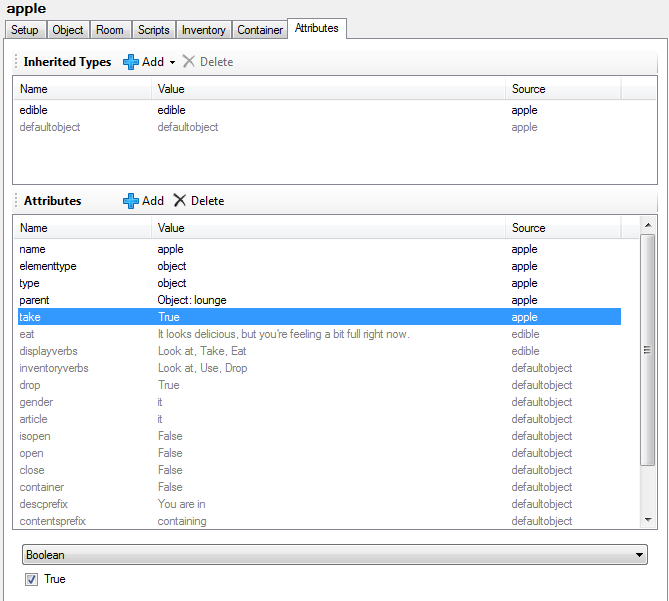 apple
Setup Object Room Scripts Inventory Container Attributes
Inherited Types Add Delete
Name Value Source
edible edible apple
defaultobject defaultobject apple
Attributes Add Delete
Name Value Source
name apple apple
elementtype object apple
type object apple
parent Object: lounge apple
take True apple
eat It looks delicious, but you're feeling a bit full right now. edible
displayverbs Look at, Take, Eat edible
inventoryverbs Look at, Use, Drop defaultobject
drop True defaultobject
gender it defaultobject
article it defaultobject
isopen False defaultobject
open False defaultobject
close False defaultobject
container False defaultobject
descprefix You are in defaultobject
contentsprefix containing defaultobject
Boolean
True